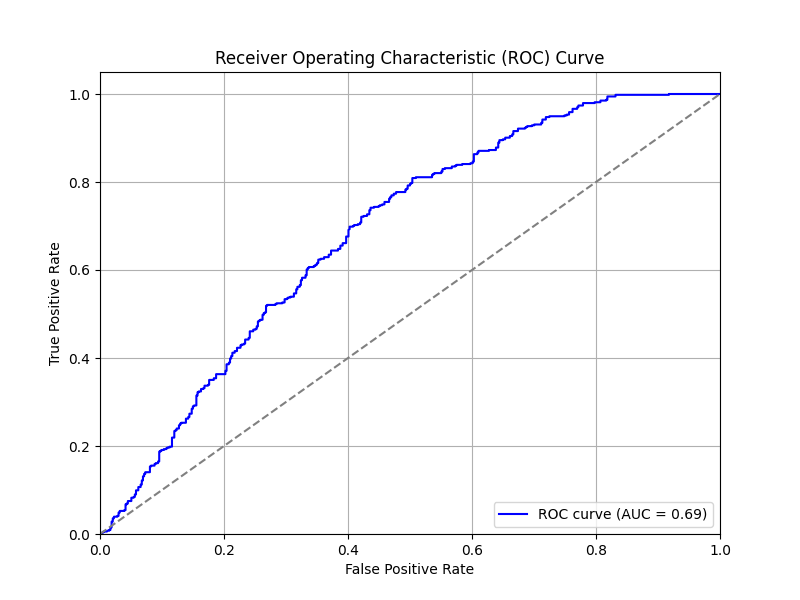 Receiver Operating Characteristic (ROC) Curve
1.0
0.8
0.6
0.4
0.2
0.0
True Positive Rate
0.0 0.2 0.4 0.6 0.8 1.0
False Positive Rate
ROC curve (AUC = 0.69)